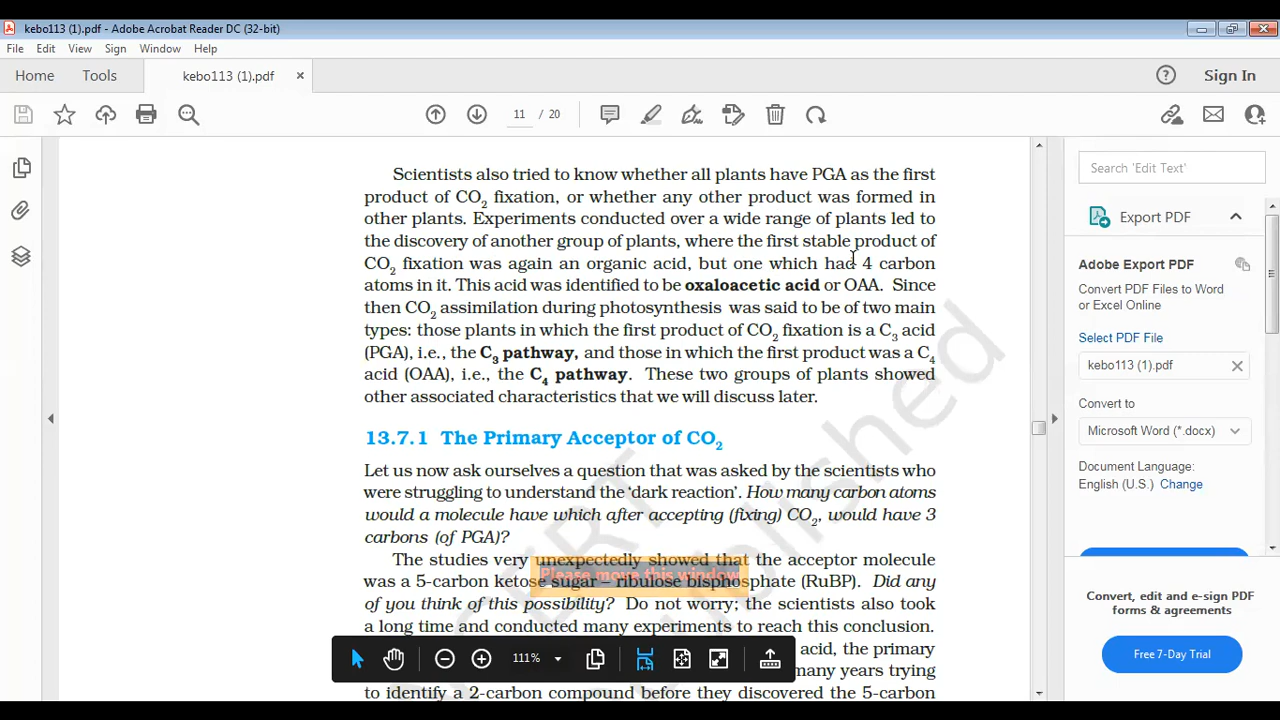 kebo113 (1).pdf - Adobe Acrobat Reader DC (32-bit)
File Edit View Sign Window Help
Home Tools kebo113 (1).pdf × Sign In
11 / 20
Scientists also tried to know whether all plants have PGA as the first
product of CO2 fixation, or whether any other product was formed in
other plants. Experiments conducted over a wide range of plants led to
the discovery of another group of plants, where the first stable product of
CO2 fixation was again an organic acid, but one which had 4 carbon
atoms in it. This acid was identified to be oxaloacetic acid or OAA. Since
then CO2 assimilation during photosynthesis was said to be of two main
types: those plants in which the first product of CO2 fixation is a C3 acid
(PGA), i.e., the C3 pathway, and those in which the first product was a C4
acid (OAA), i.e., the C4 pathway. These two groups of plants showed
other associated characteristics that we will discuss later.
13.7.1 The Primary Acceptor of CO2
Let us now ask ourselves a question that was asked by the scientists who
were struggling to understand the ‘dark reaction’. How many carbon atoms
would a molecule have which after accepting (fixing) CO2, would have 3
carbons (of PGA)?
The studies very unexpectedly showed that the acceptor molecule
Please move this window
was a 5-carbon ketose sugar – ribulose bisphosphate (RuBP). Did any
of you think of this possibility? Do not worry; the scientists also took
a long time and conducted many experiments to reach this conclusion.
acid, the primary
many years trying
to identify a 2-carbon compound before they discovered the 5-carbon
111%
Search 'Edit Text'
Export PDF
Adobe Export PDF
Convert PDF Files to Word
or Excel Online
Select PDF File
kebo113 (1).pdf
Convert to
Microsoft Word (*.docx)
Document Language:
English (U.S.) Change
Convert, edit and e-sign PDF
forms & agreements
Free 7-Day Trial